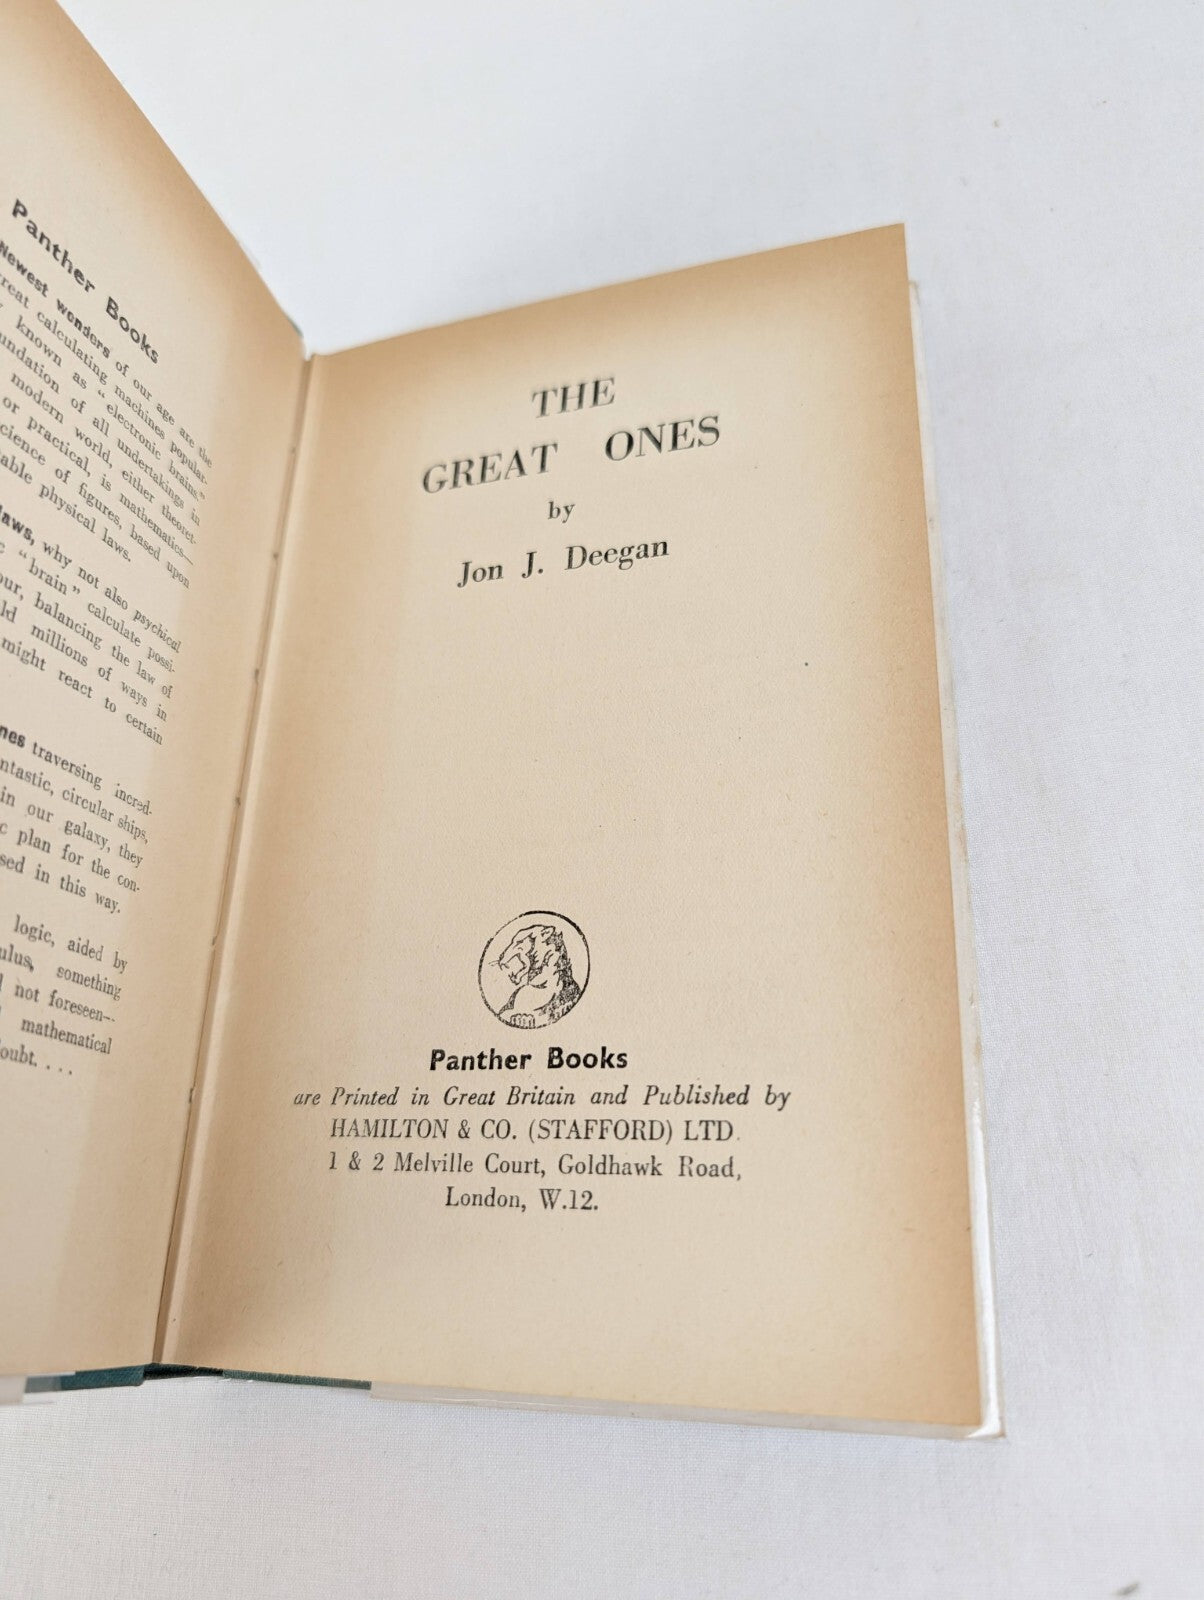 Panther Books
Newest wonders of our age are the
great calculating machines popular-
known as "electronic brains."
of all undertakings in
modern world, either theoret-
or practical, is mathematics—
science of figures, based upon
physical laws.
laws, why not also psychical
"brain" calculate possi-
balancing the law of
millions of ways in
might react to certain
traversing incred-
circular ships,
in our galaxy, they
plan for the con-
in this way.
logic, aided by
something
not foreseen—
mathematical
doubt. . . .
THE
GREAT ONES
by
Jon J. Deegan
Panther Books
are Printed in Great Britain and Published by
HAMILTON & CO. (STAFFORD) LTD.
1 & 2 Melville Court, Goldhawk Road,
London, W.12.